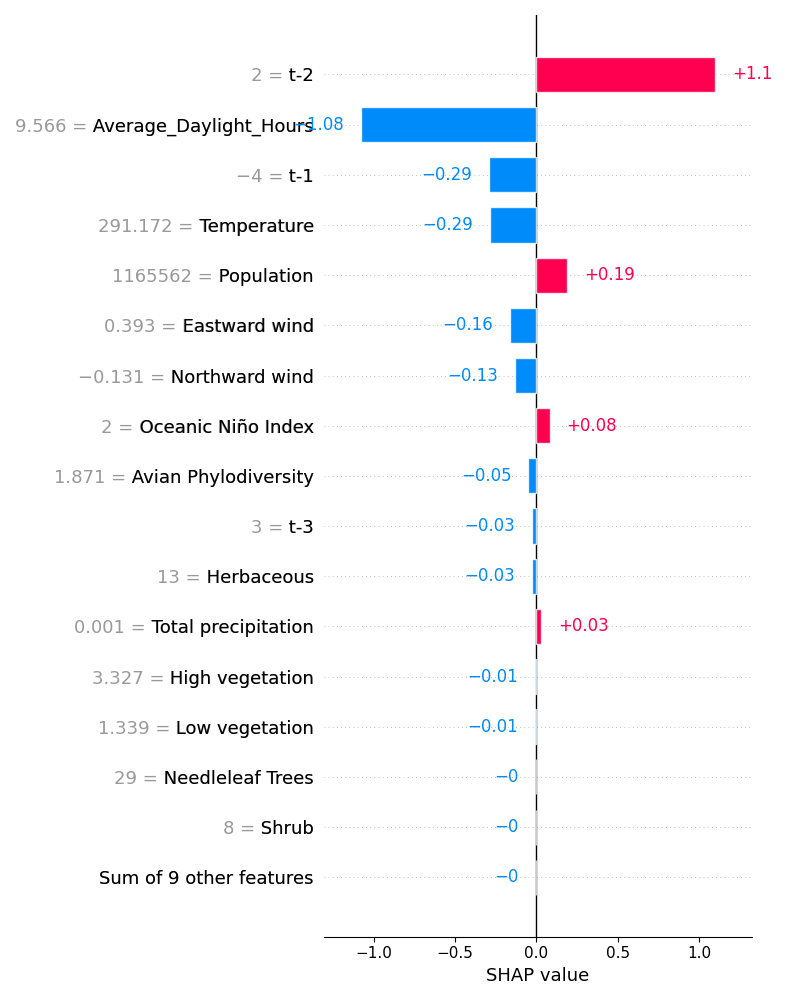 2 = t-2 +1.1
9.566 = Average_Daylight_Hours −1.08
−4 = t-1 −0.29
291.172 = Temperature −0.29
1165562 = Population +0.19
0.393 = Eastward wind −0.16
−0.131 = Northward wind −0.13
2 = Oceanic Niño Index +0.08
1.871 = Avian Phylodiversity −0.05
3 = t-3 −0.03
13 = Herbaceous −0.03
0.001 = Total precipitation +0.03
3.327 = High vegetation −0.01
1.339 = Low vegetation −0.01
29 = Needleleaf Trees −0
8 = Shrub −0
Sum of 9 other features −0
−1.0 −0.5 0.0 0.5 1.0
SHAP value